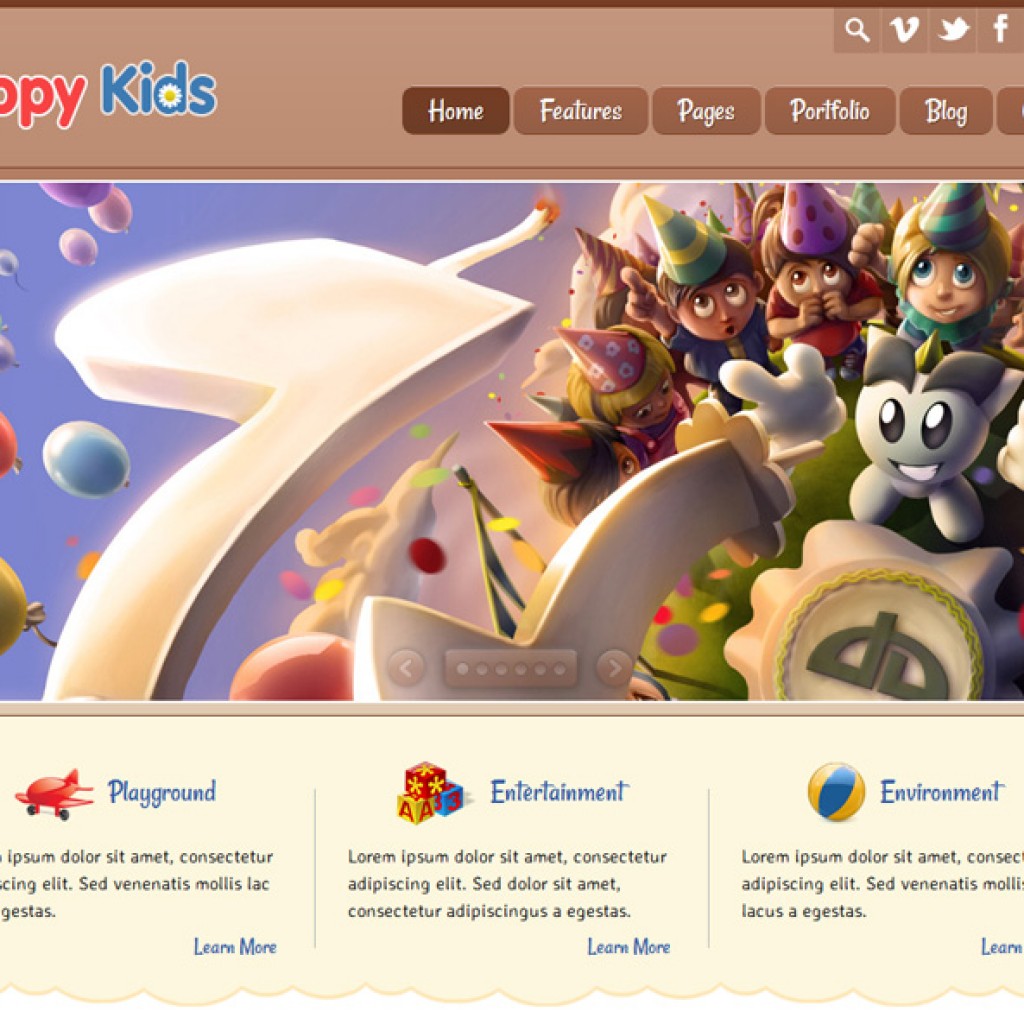 ppy Kids
Home Features Pages Portfolio Blog
7
Playground
ipsum dolor sit amet, consectetur
scing elit. Sed venenatis mollis lac
gestas.
Learn More
Entertainment
Lorem ipsum dolor sit amet, consectetur
adipiscing elit. Sed dolor sit amet,
consectetur adipiscingus a egestas.
Learn More
Environment
Lorem ipsum dolor sit amet, consect
adipiscing elit. Sed venenatis mollis
lacus a egestas.
Learn